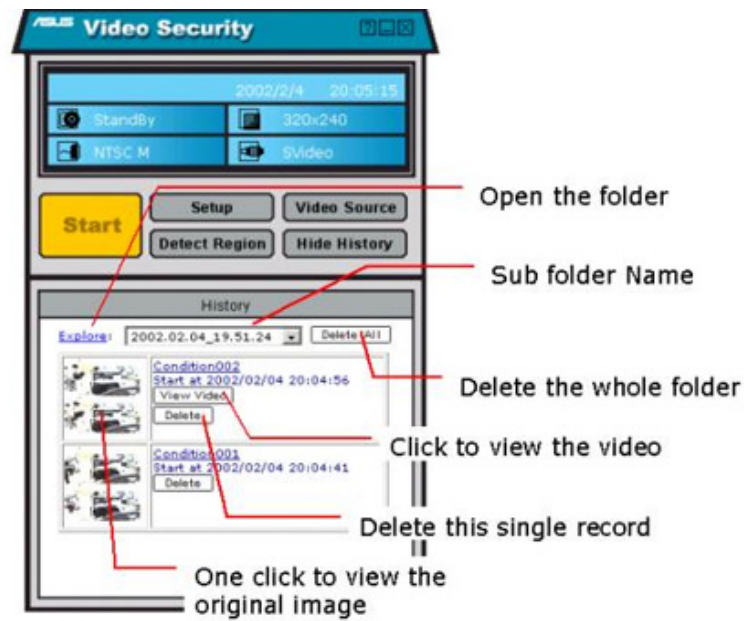 ASUS Video Security
2002/2/4 20:05:15
StandBy
320x240
NTSC M
SVideo
Start
Setup
Video Source
Detect Region
Hide History
Open the folder
Sub folder Name
History
Explore:
2002.02.04_19.51.24
Delete All
Delete the whole folder
Condition002
Start at 2002/02/04 20:04:56
View Video
Delete
Click to view the video
Condition001
Start at 2002/02/04 20:04:41
Delete
Delete this single record
One click to view the
original image